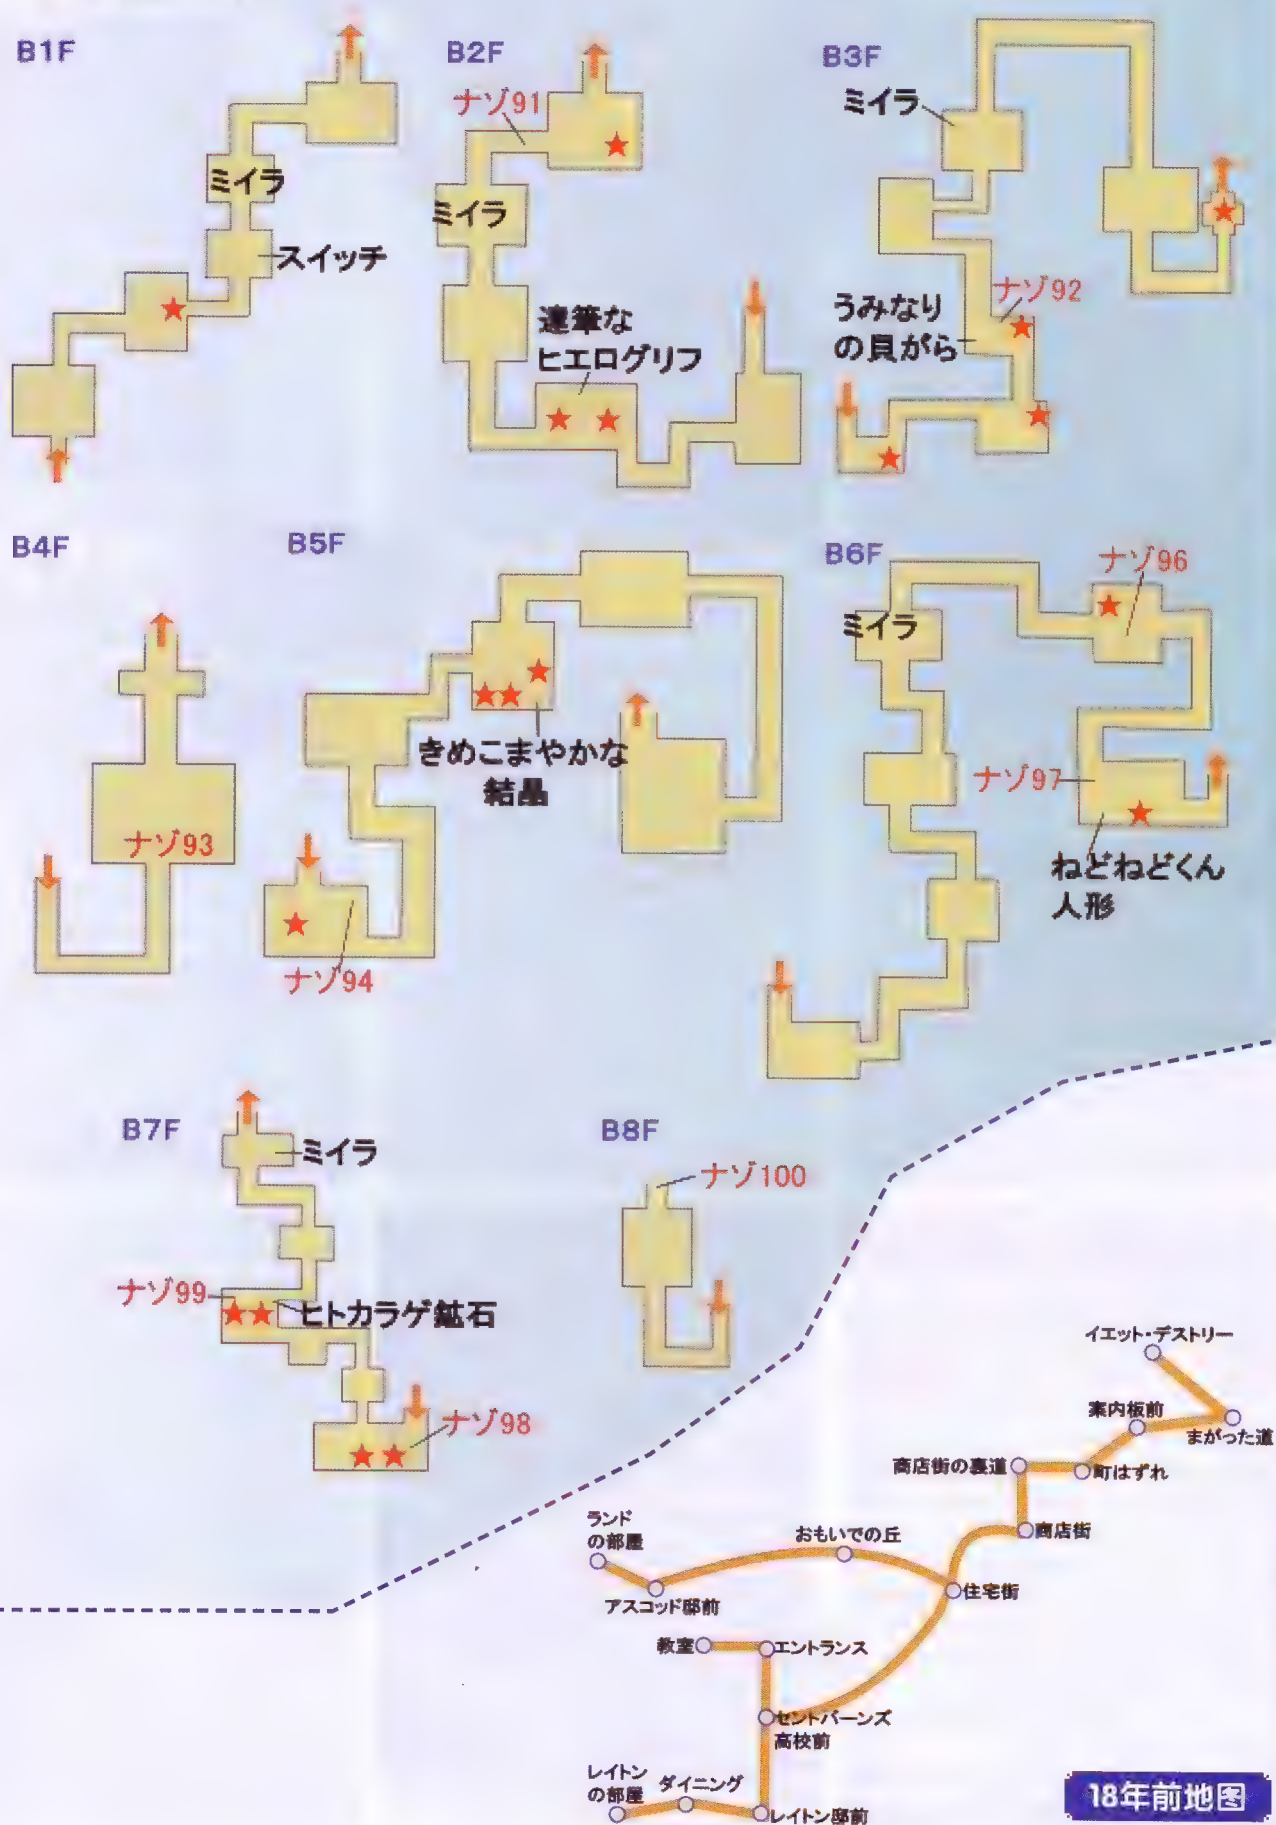 B1F
ミイラ
スイッチ
B2F
ナゾ91
ミイラ
達筆な
ヒエログリフ
B3F
ミイラ
ナゾ92
うみなり
の貝がら
B4F
ナゾ93
B5F
きめこまやかな
結晶
ナゾ94
B6F
ナゾ96
ミイラ
ナゾ97
ねどねどくん
人形
B7F
ミイラ
ナゾ99
ヒトカラゲ鉱石
ナゾ98
B8F
ナゾ100
イエット・デストリー
案内板前
まがった道
商店街の裏道
町はずれ
商店街
ランド
の部屋
おもいでの丘
住宅街
アスコッド邸前
教室
エントランス
セントバーンズ
高校前
レイトン
の部屋
ダイニング
レイトン邸前
18年前地图